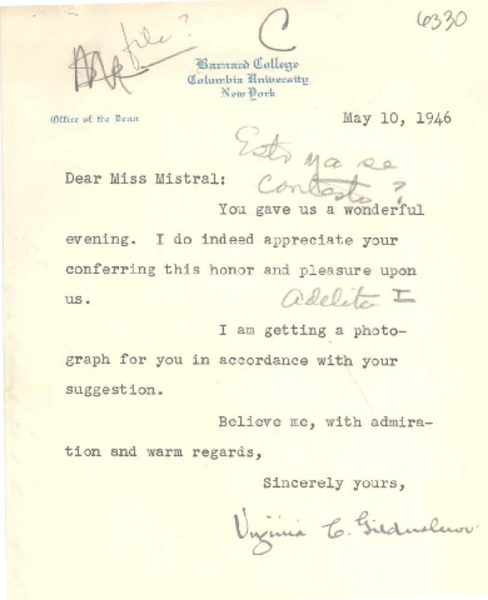 file?
C
6330
Barnard College
Columbia University
New York
Office of the Dean
May 10, 1946
Esto ya se
contestó?
Dear Miss Mistral:
You gave us a wonderful
evening. I do indeed appreciate your
conferring this honor and pleasure upon
us.
Adelita I
I am getting a photo-
graph for you in accordance with your
suggestion.
Believe me, with admira-
tion and warm regards,
Sincerely yours,
Virginia C. Gildersleeve